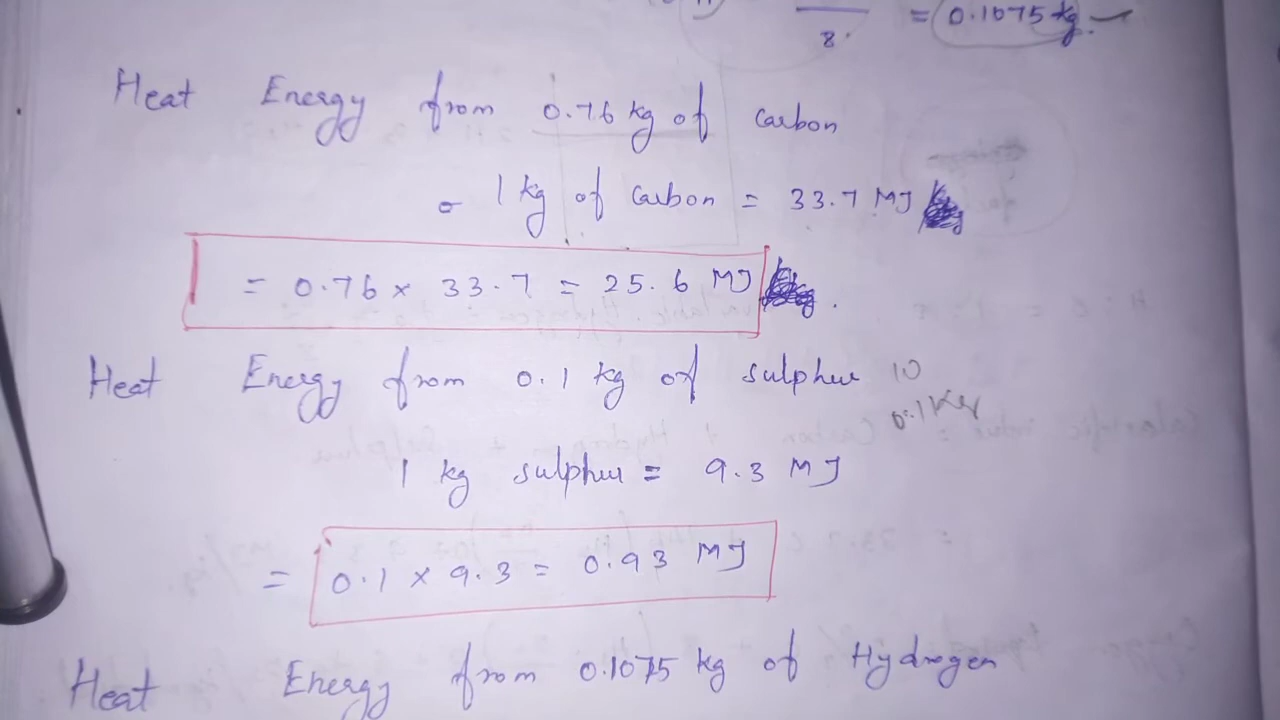 8. = 0.1075 kg.
Heat Energy from 0.76 kg of carbon
1 kg of carbon = 33.7 MJ
= 0.76 x 33.7 = 25.6 MJ
Heat Energy from 0.1 kg of sulphur 10
0.1 Kg
1 kg sulphur = 9.3 MJ
= 0.1 x 9.3 = 0.93 MJ
Heat Energy from 0.1075 kg of Hydrogen